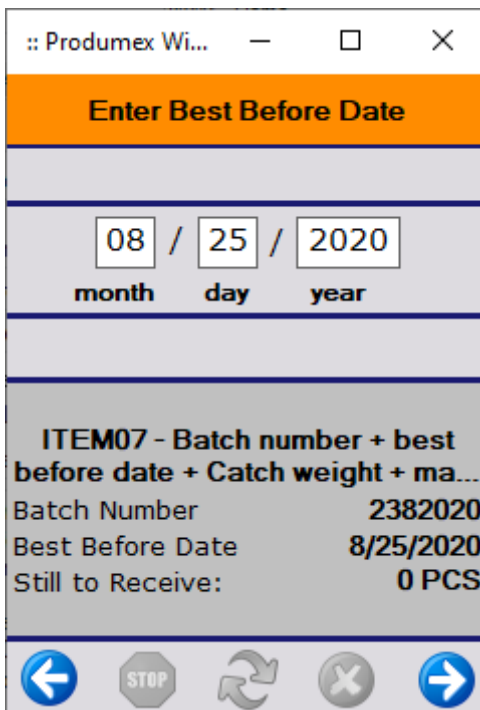 :: Produmex Wi...
Enter Best Before Date
08 / 25 / 2020
month day year
ITEM07 - Batch number + best
before date + Catch weight + ma...
Batch Number 2382020
Best Before Date 8/25/2020
Still to Receive: 0 PCS
STOP